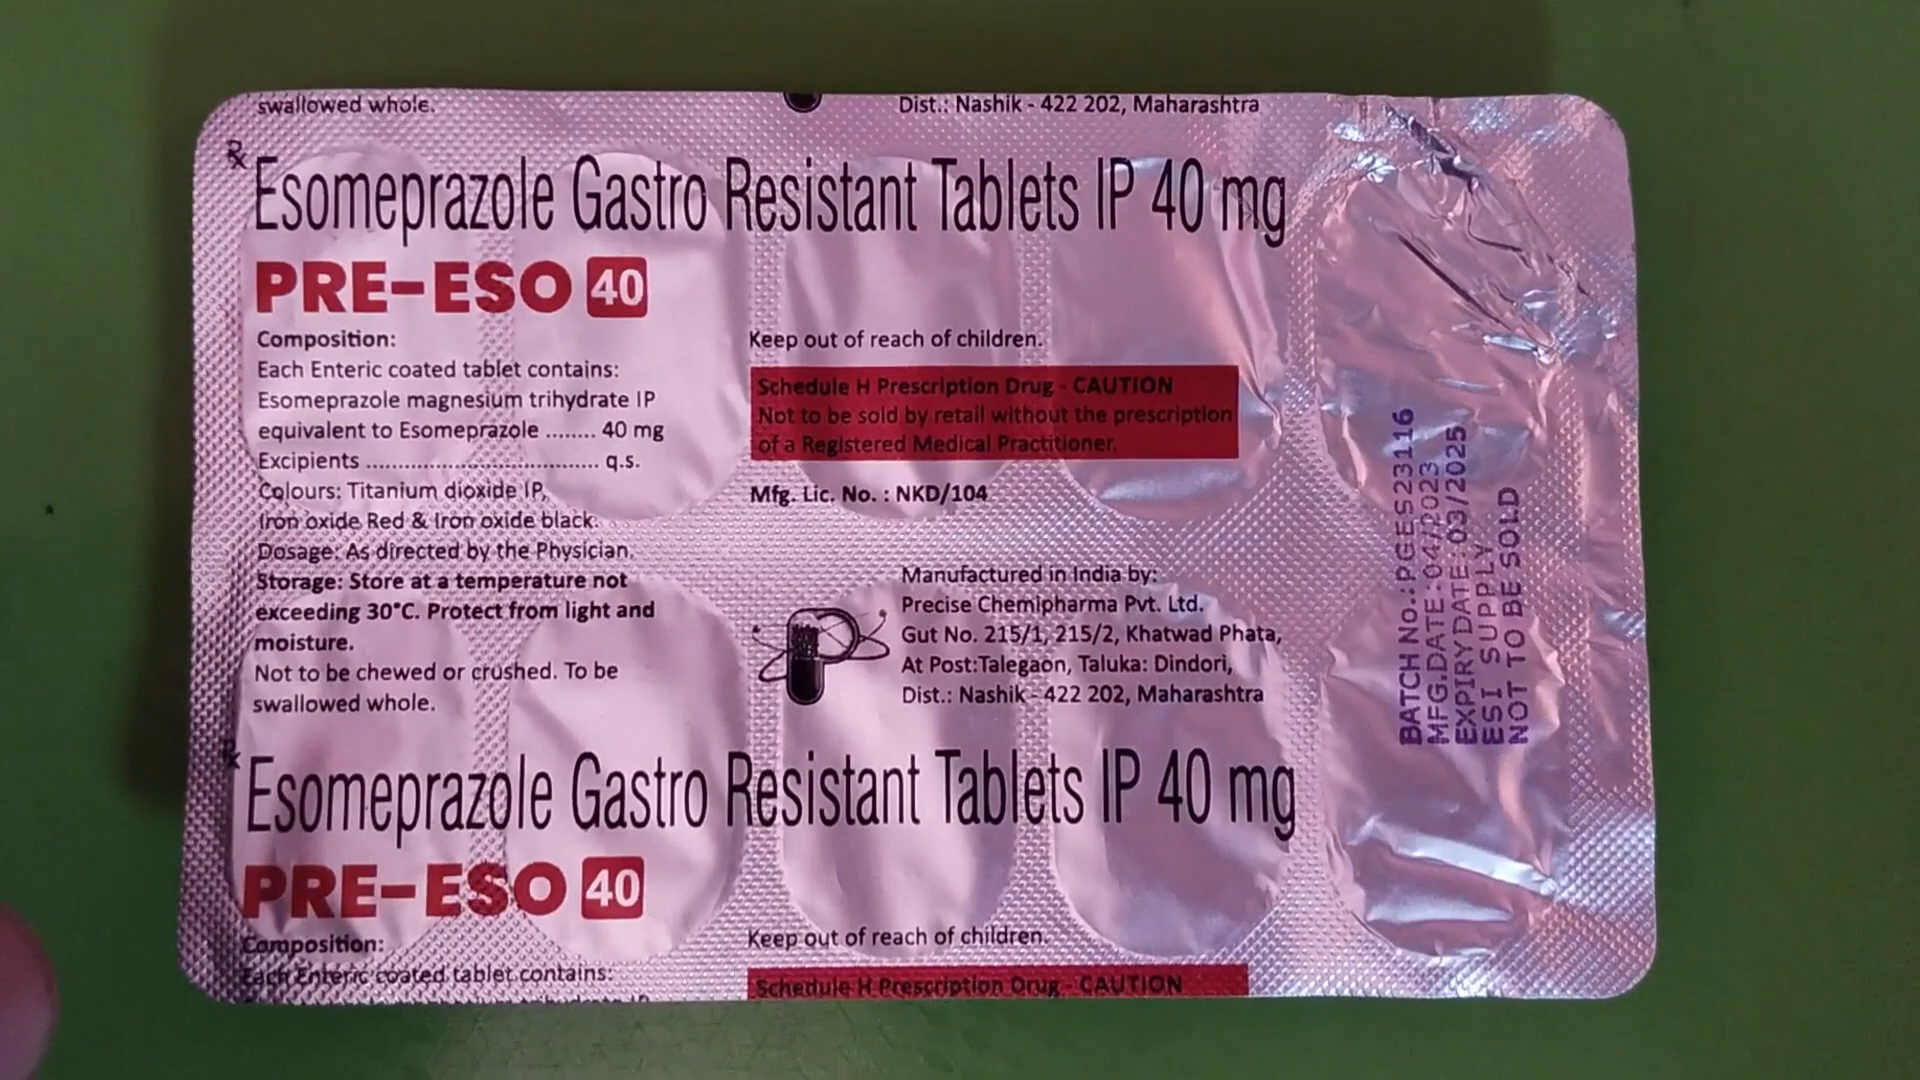 swallowed whole.
Dist.: Nashik - 422 202, Maharashtra
Rx
Esomeprazole Gastro Resistant Tablets IP 40 mg
PRE-ESO 40
Composition:
Each Enteric coated tablet contains:
Esomeprazole magnesium trihydrate IP
equivalent to Esomeprazole ........ 40 mg
Excipients .................................... q.s.
Colours: Titanium dioxide IP,
Iron oxide Red & Iron oxide black.
Dosage: As directed by the Physician.
Storage: Store at a temperature not
exceeding 30°C. Protect from light and
moisture.
Not to be chewed or crushed. To be
swallowed whole.
Keep out of reach of children.
Schedule H Prescription Drug - CAUTION
Not to be sold by retail without the prescription
of a Registered Medical Practitioner.
Mfg. Lic. No. : NKD/104
Manufactured in India by:
Precise Chemipharma Pvt. Ltd.
Gut No. 215/1, 215/2, Khatwad Phata,
At Post:Talegaon, Taluka: Dindori,
Dist.: Nashik - 422 202, Maharashtra
BATCH No.:PGES23116
MFG.DATE:04/2023
EXPIRY DATE:03/2025
ESI SUPPLY
NOT TO BE SOLD
Rx
Esomeprazole Gastro Resistant Tablets IP 40 mg
PRE-ESO 40
Composition:
Each Enteric coated tablet contains:
Keep out of reach of children.
Schedule H Prescription Drug - CAUTION